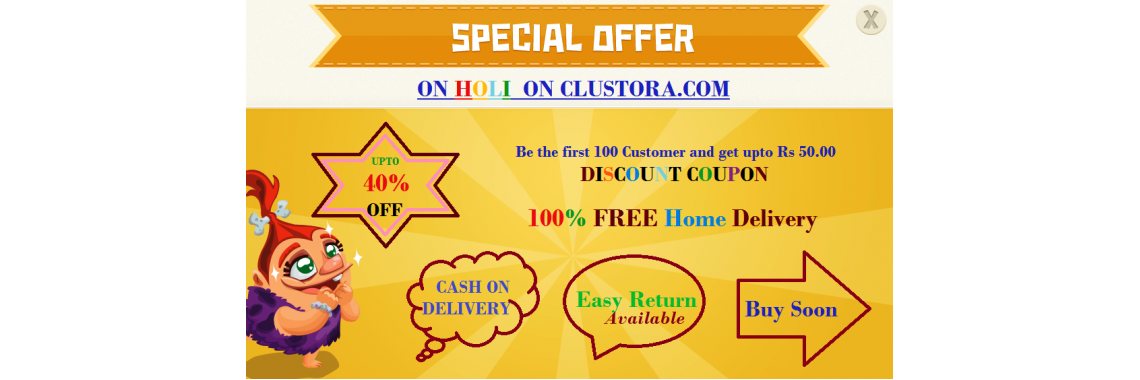 SPECIAL OFFER
X
ON HOLI ON CLUSTORA.COM
UPTO
40%
OFF
Be the first 100 Customer and get upto Rs 50.00
DISCOUNT COUPON
100% FREE Home Delivery
CASH ON
DELIVERY
Easy Return
Available
Buy Soon